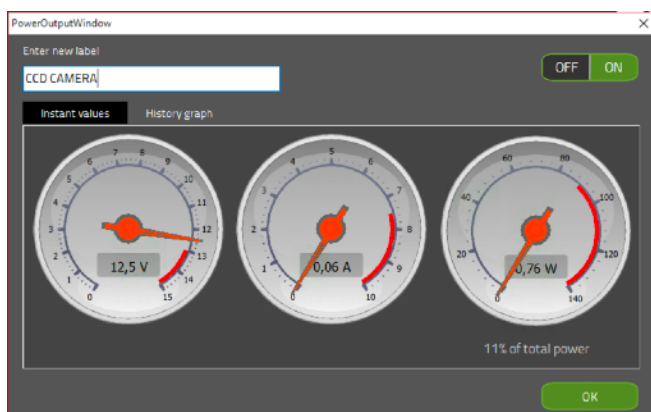 PowerOutputWindow
Enter new label
OFF ON
CCD CAMERA
Instant values History graph
0 1 2 3 4 5 6 7 8 9 10 11 12 13 14 15
12,5 V
0 1 2 3 4 5 6 7 8 9 10
0,06 A
0 20 40 60 80 100 120 140
0,76 W
11% of total power
OK